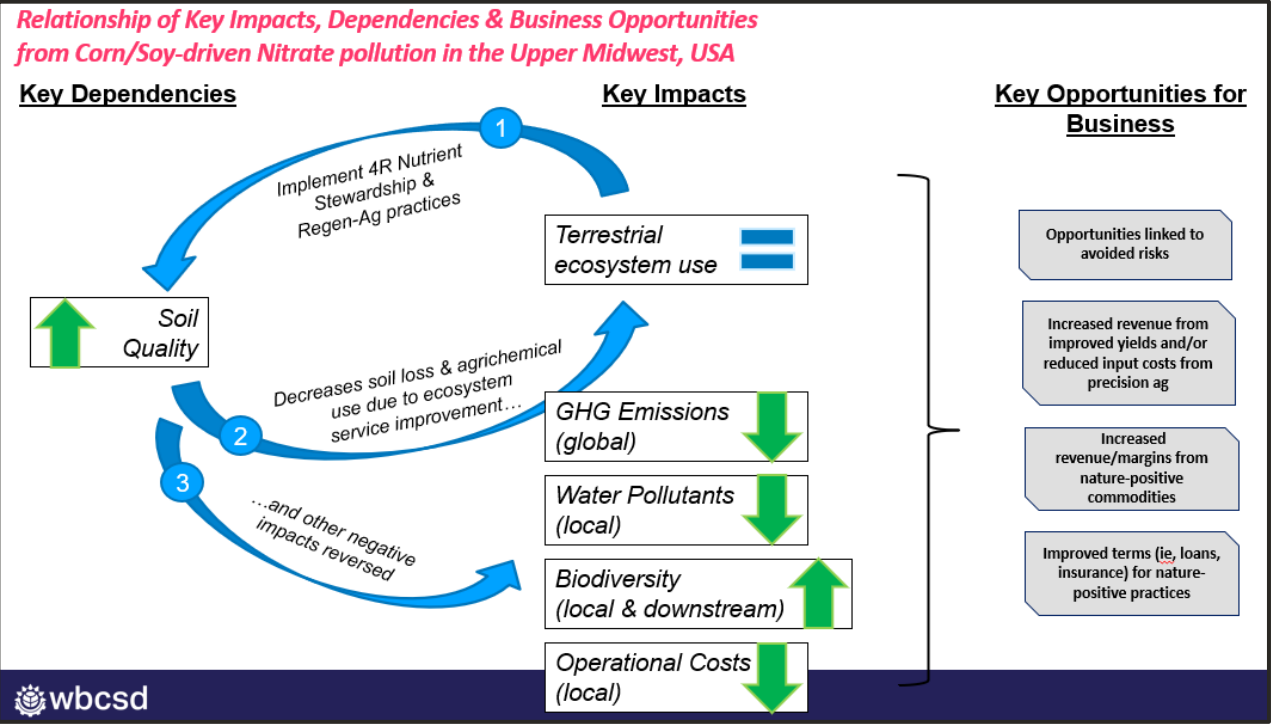 Relationship of Key Impacts, Dependencies & Business Opportunities
from Corn/Soy-driven Nitrate pollution in the Upper Midwest, USA
Key Dependencies
Key Impacts
Key Opportunities for
Business
1
Implement 4R Nutrient
Stewardship &
Regen-Ag practices
Soil
Quality
2
Decreases soil loss & agrichemical
use due to ecosystem
service improvement…
3
…and other negative
impacts reversed
Terrestrial
ecosystem use
GHG Emissions
(global)
Water Pollutants
(local)
Biodiversity
(local & downstream)
Operational Costs
(local)
Opportunities linked to
avoided risks
Increased revenue from
improved yields and/or
reduced input costs from
precision ag
Increased
revenue/margins from
nature-positive
commodities
Improved terms (ie, loans,
insurance) for nature-
positive practices
wbcsd